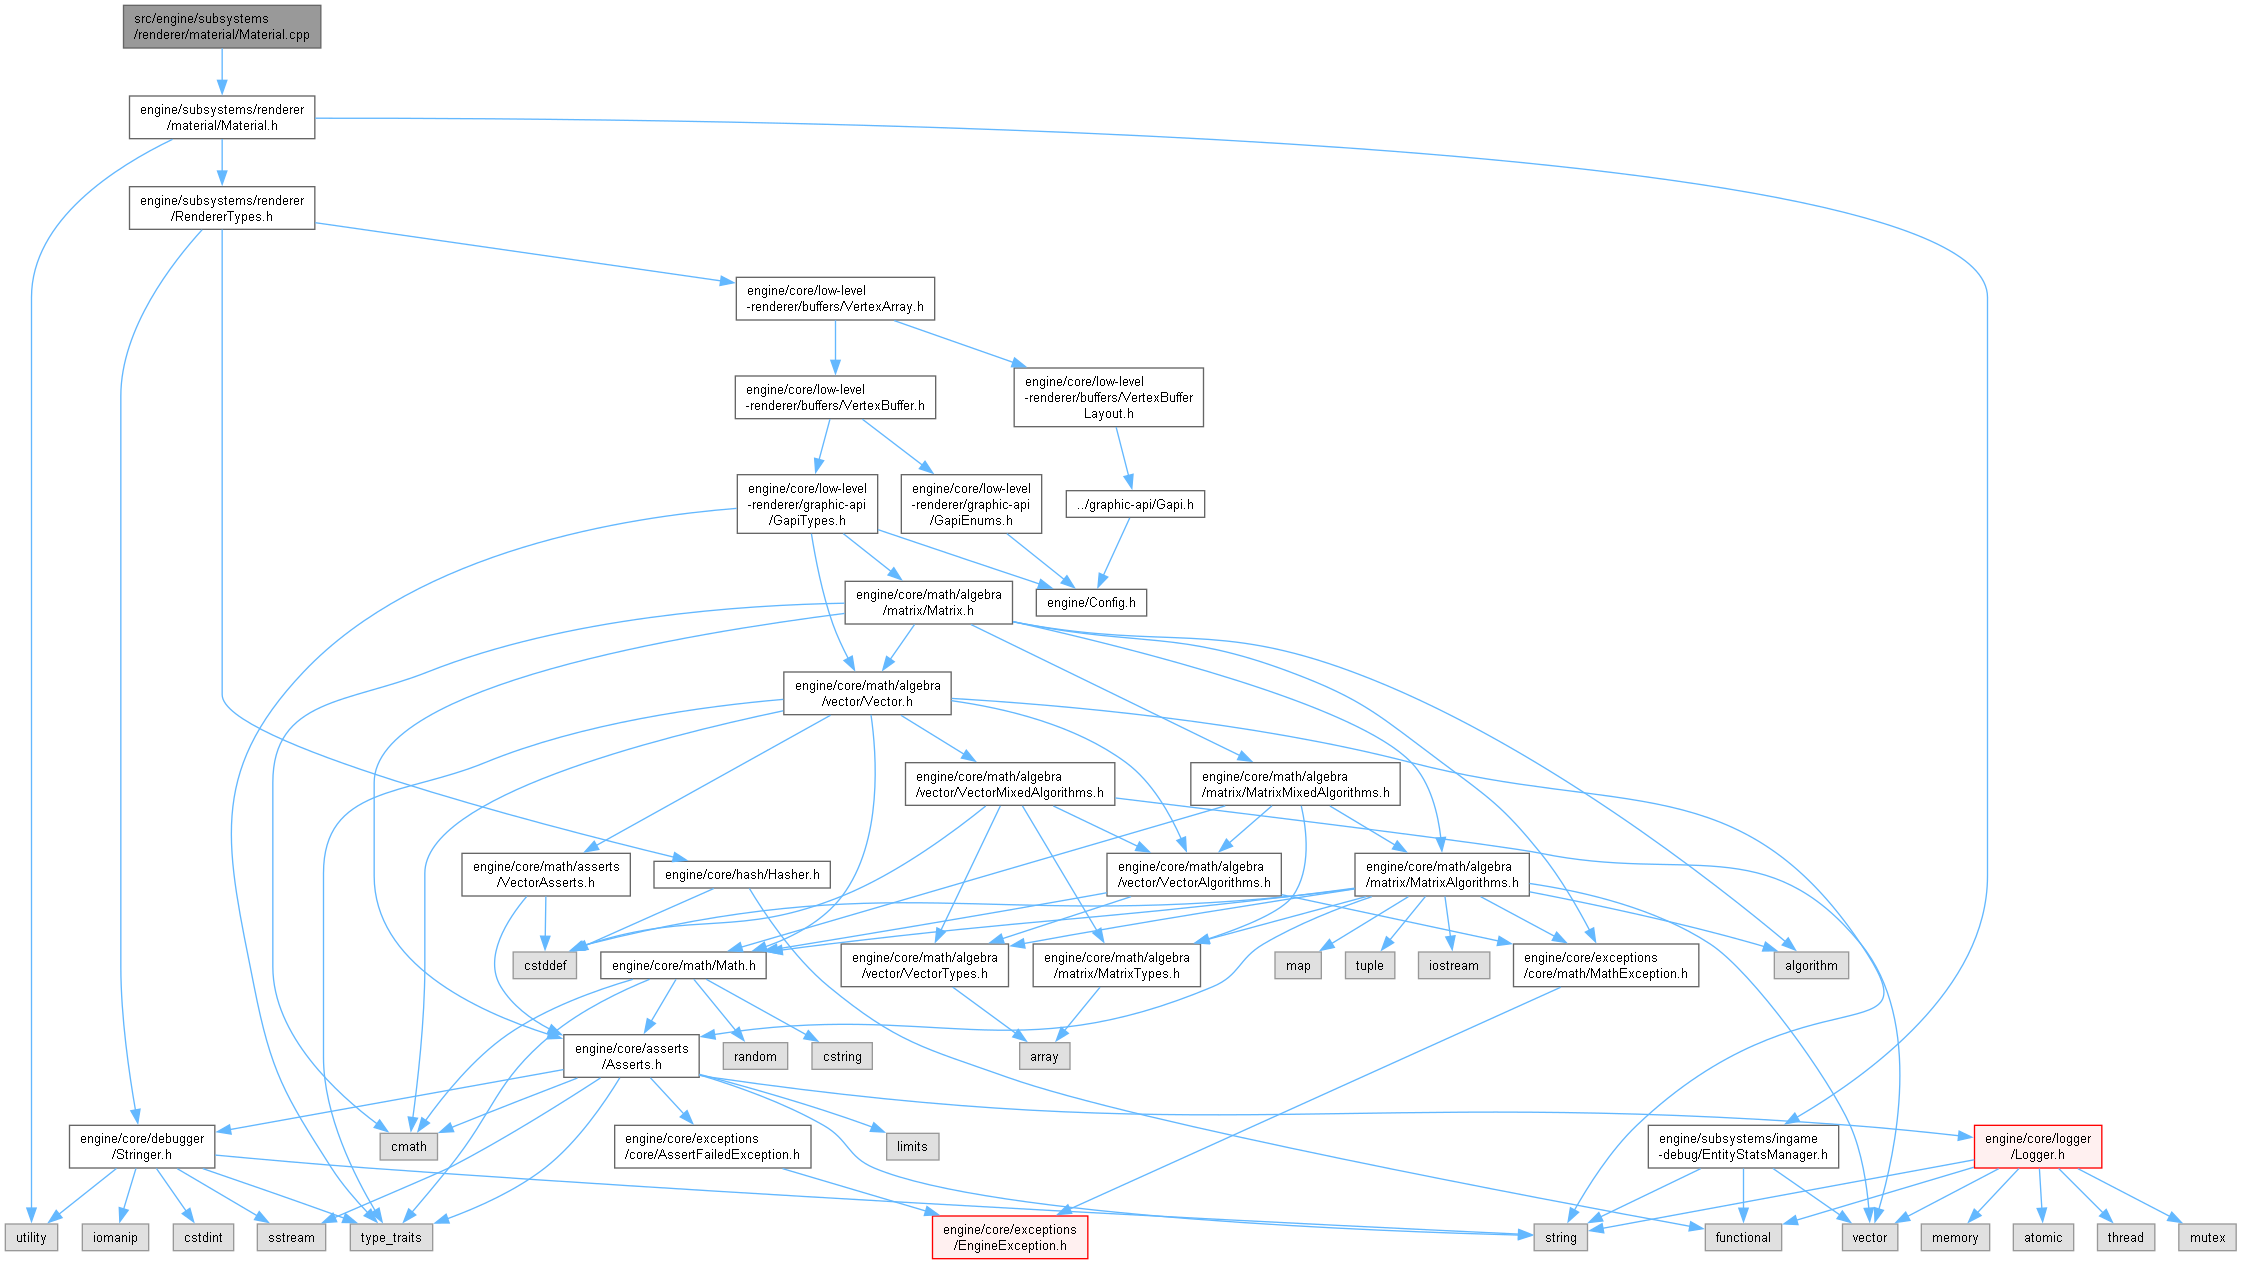 src/engine/subsystems
/renderer/material/Material.cpp
engine/subsystems/renderer
/material/Material.h
engine/subsystems/renderer
/RendererTypes.h
engine/core/low-level
-renderer/buffers/VertexArray.h
engine/core/low-level
-renderer/buffers/VertexBuffer.h
engine/core/low-level
-renderer/buffers/VertexBuffer
Layout.h
engine/core/low-level
-renderer/graphic-api
/GapiTypes.h
engine/core/low-level
-renderer/graphic-api
/GapiEnums.h
../graphic-api/Gapi.h
engine/core/math/algebra
/matrix/Matrix.h
engine/Config.h
engine/core/math/algebra
/vector/Vector.h
engine/core/math/algebra
/vector/VectorMixedAlgorithms.h
engine/core/math/algebra
/matrix/MatrixMixedAlgorithms.h
engine/core/math/asserts
/VectorAsserts.h
engine/core/hash/Hasher.h
engine/core/math/algebra
/vector/VectorAlgorithms.h
engine/core/math/algebra
/matrix/MatrixAlgorithms.h
cstddef
engine/core/math/Math.h
engine/core/math/algebra
/vector/VectorTypes.h
engine/core/math/algebra
/matrix/MatrixTypes.h
map
tuple
iostream
engine/core/exceptions
/core/math/MathException.h
algorithm
engine/core/asserts
/Asserts.h
random
cstring
array
engine/core/debugger
/Stringer.h
cmath
engine/core/exceptions
/core/AssertFailedException.h
limits
engine/subsystems/ingame
-debug/EntityStatsManager.h
engine/core/logger
/Logger.h
utility
iomanip
cstdint
sstream
type_traits
engine/core/exceptions
/EngineException.h
string
functional
vector
memory
atomic
thread
mutex